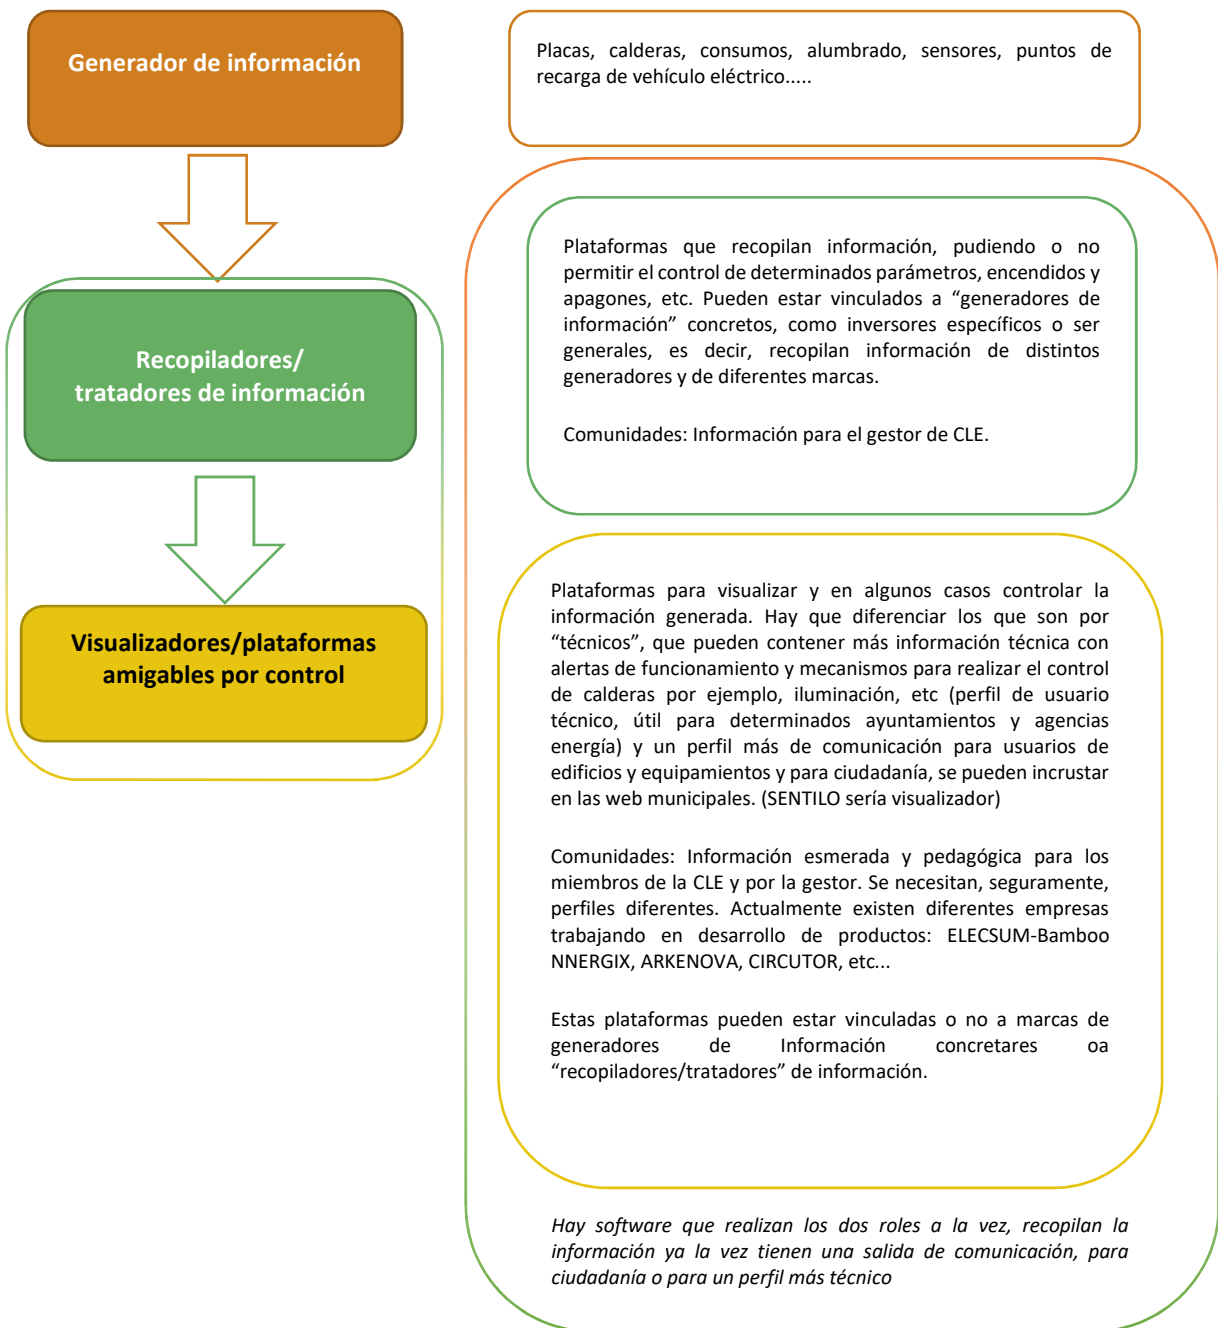 Generador de información
Placas, calderas, consumos, alumbrado, sensores, puntos de
recarga de vehículo eléctrico.....
Recopiladores/
tratadores de información
Plataformas que recopilan información, pudiendo o no
permitir el control de determinados parámetros, encendidos y
apagones, etc. Pueden estar vinculados a “generadores de
información” concretos, como inversores específicos o ser
generales, es decir, recopilan información de distintos
generadores y de diferentes marcas.
Comunidades: Información para el gestor de CLE.
Visualizadores/plataformas
amigables por control
Plataformas para visualizar y en algunos casos controlar la
información generada. Hay que diferenciar los que son por
“técnicos”, que pueden contener más información técnica con
alertas de funcionamiento y mecanismos para realizar el control
de calderas por ejemplo, iluminación, etc (perfil de usuario
técnico, útil para determinados ayuntamientos y agencias
energía) y un perfil más de comunicación para usuarios de
edificios y equipamientos y para ciudadanía, se pueden incrustar
en las web municipales. (SENTILO sería visualizador)
Comunidades: Información esmerada y pedagógica para los
miembros de la CLE y por la gestor. Se necesitan, seguramente,
perfiles diferentes. Actualmente existen diferentes empresas
trabajando en desarrollo de productos: ELECSUM-Bamboo
NNERGIX, ARKENOVA, CIRCUTOR, etc...
Estas plataformas pueden estar vinculadas o no a marcas de
generadores de Información concretares oa
“recopiladores/tratadores” de información.
Hay software que realizan los dos roles a la vez, recopilan la
información ya la vez tienen una salida de comunicación, para
ciudadanía o para un perfil más técnico